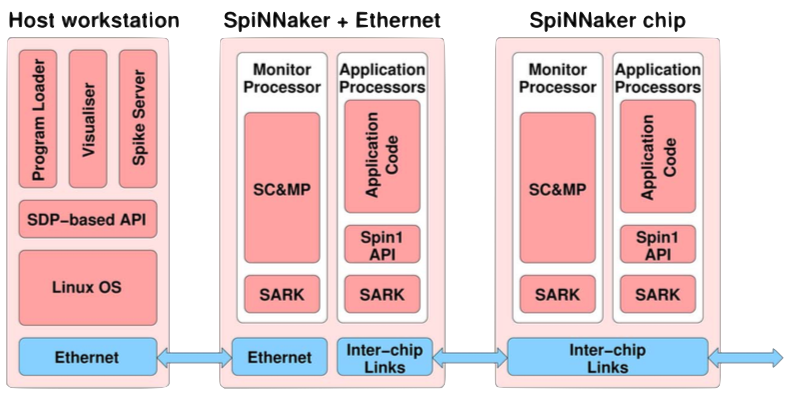 Host workstation
Program Loader
Visualiser
Spike Server
SDP–based API
Linux OS
Ethernet
SpiNNaker + Ethernet
Monitor
Processor
SC&MP
SARK
Application
Processors
Application
Code
Spin1
API
SARK
Ethernet
Inter–chip
Links
SpiNNaker chip
Monitor
Processor
SC&MP
SARK
Application
Processors
Application
Code
Spin1
API
SARK
Inter–chip
Links